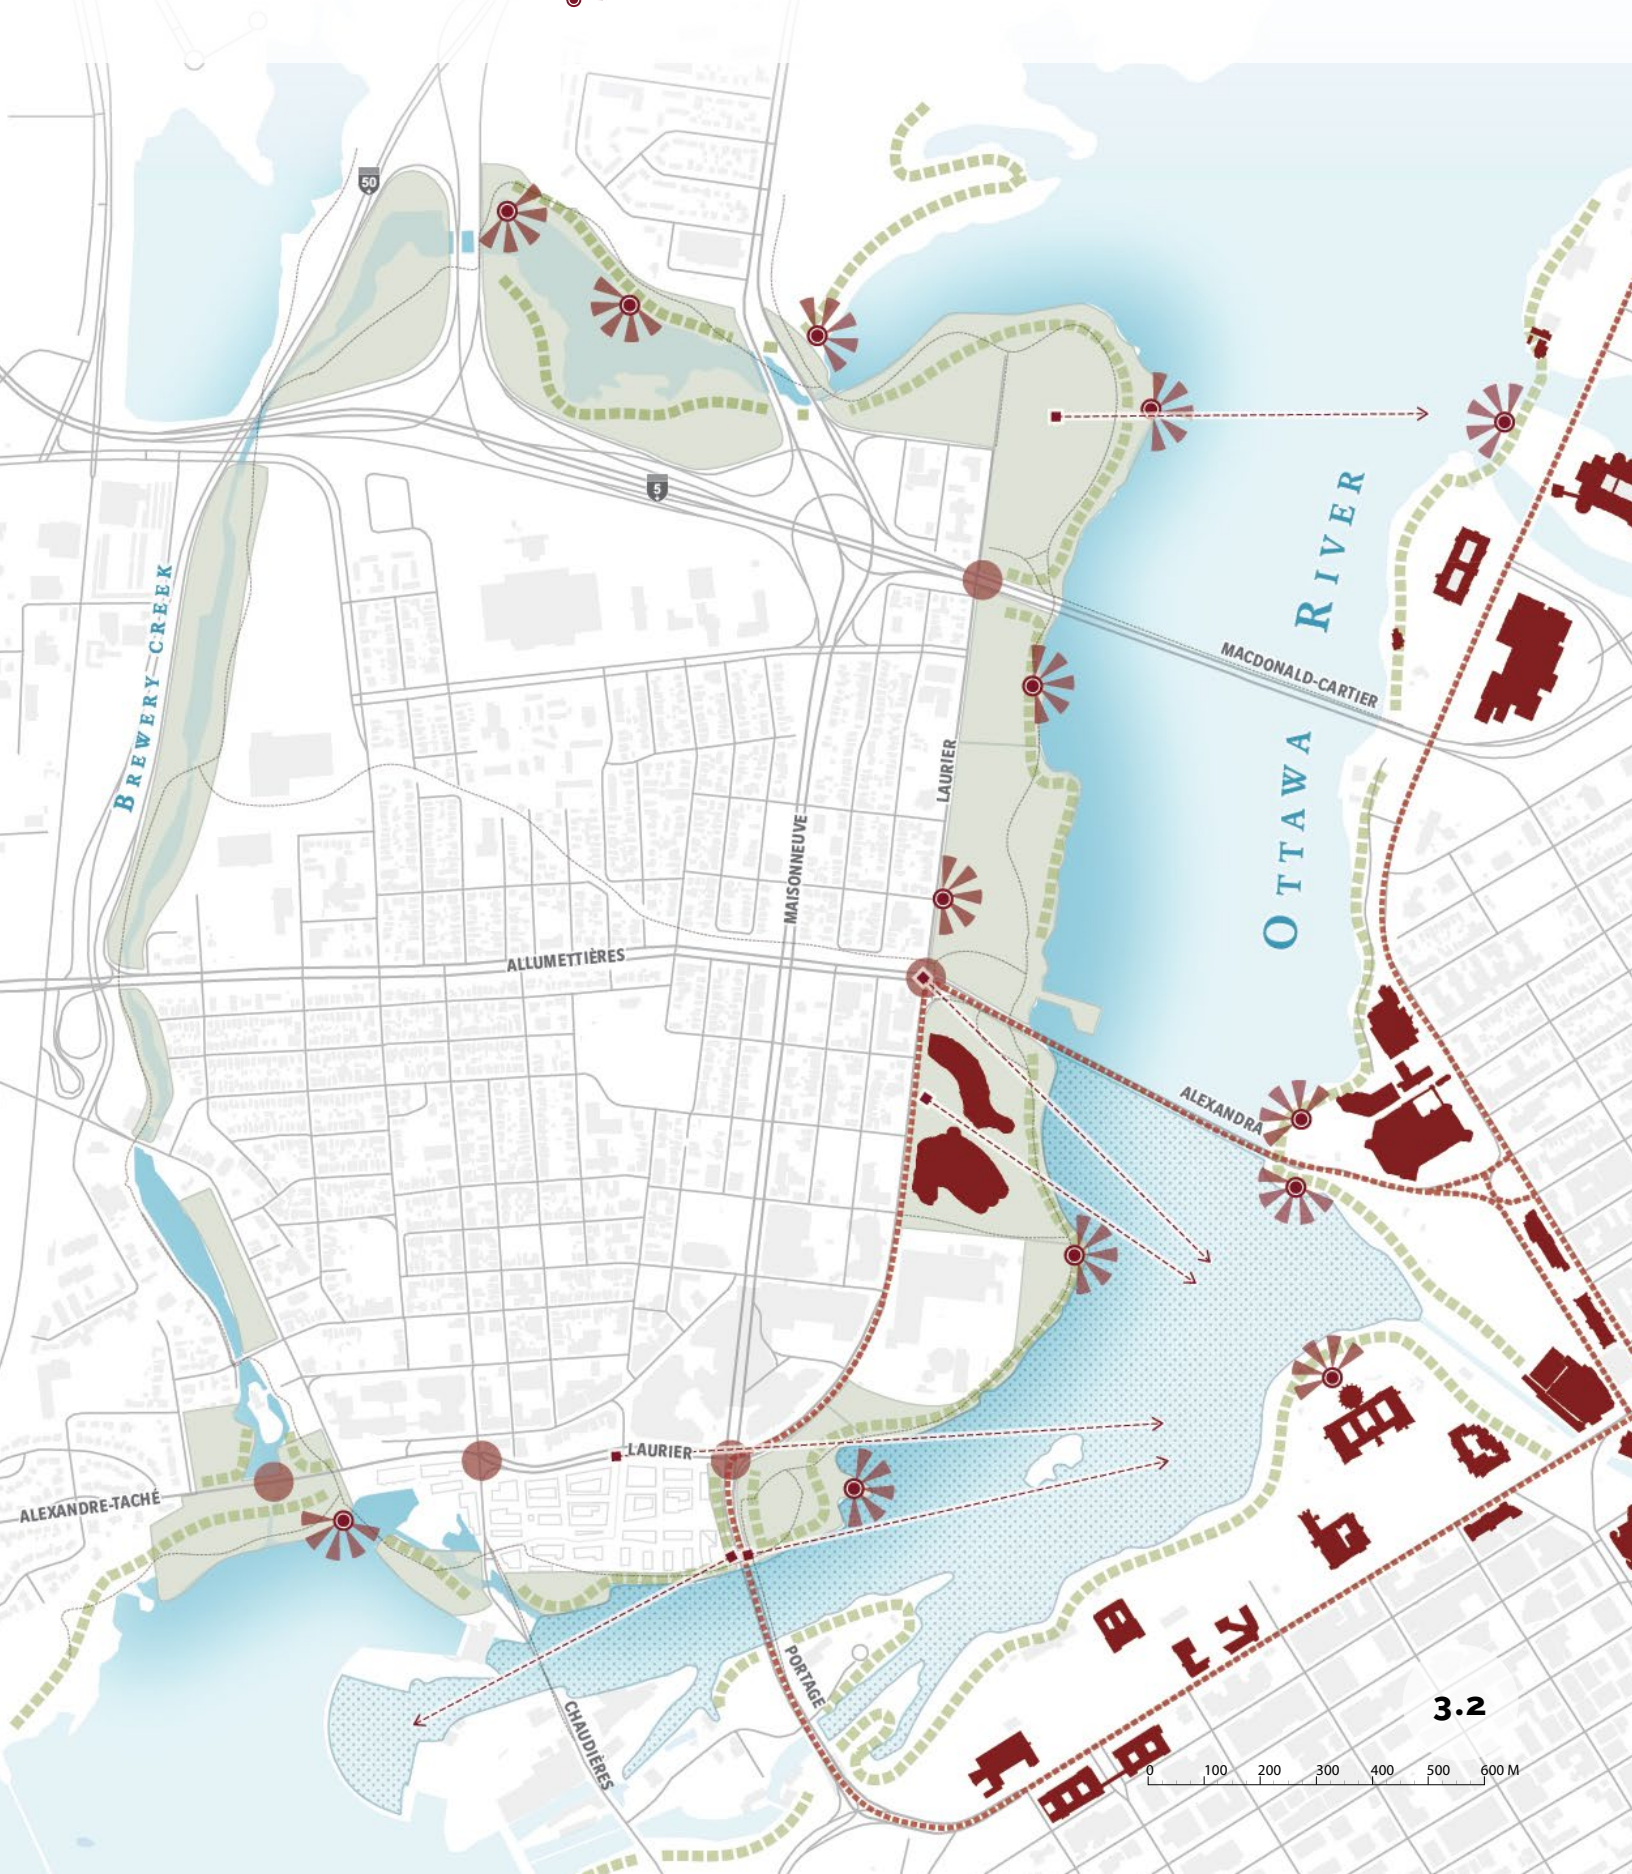 50
5
BREWERY CREEK
OTTAWA RIVER
MACDONALD-CARTIER
LAURIER
MAISONNEUVE
ALLUMETTIÈRES
ALEXANDRA
LAURIER
ALEXANDRE-TACHÉ
PORTAGE
CHAUDIÈRES
3.2
0 100 200 300 400 500 600 M